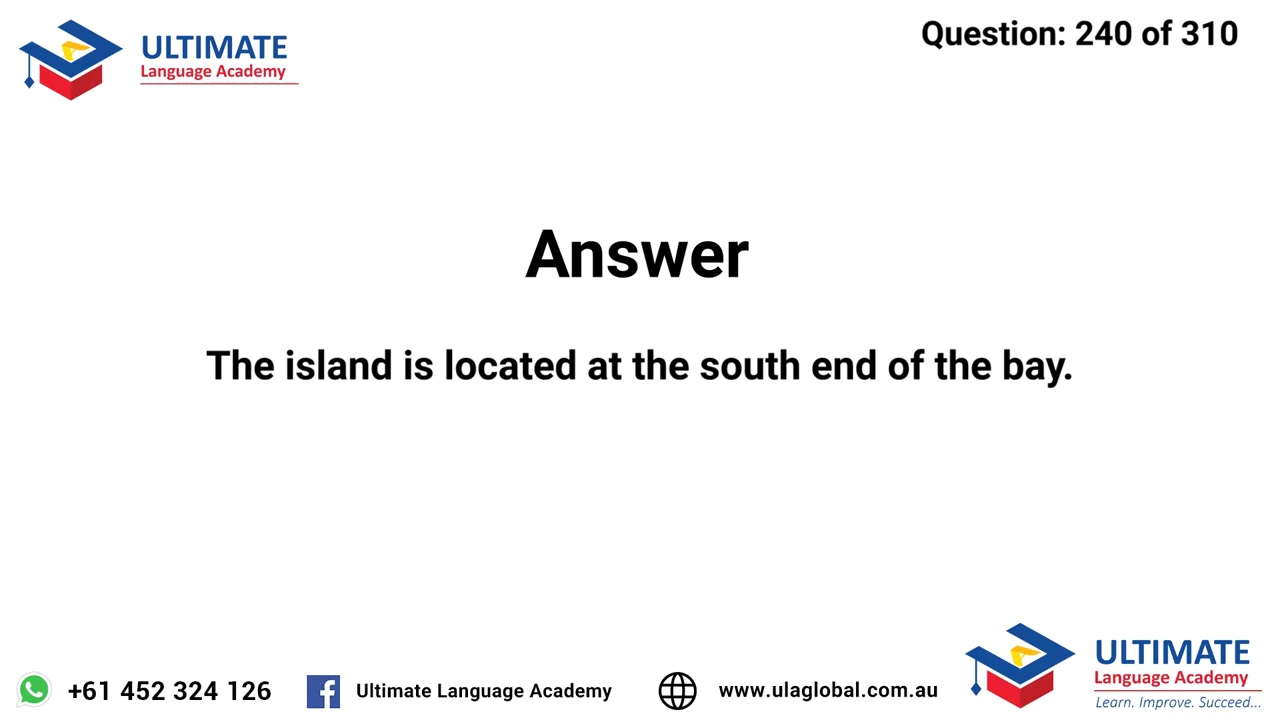 ULTIMATE
Language Academy
Question: 240 of 310
Answer
The island is located at the south end of the bay.
+61 452 324 126
Ultimate Language Academy
www.ulaglobal.com.au
ULTIMATE
Language Academy
Learn. Improve. Succeed...